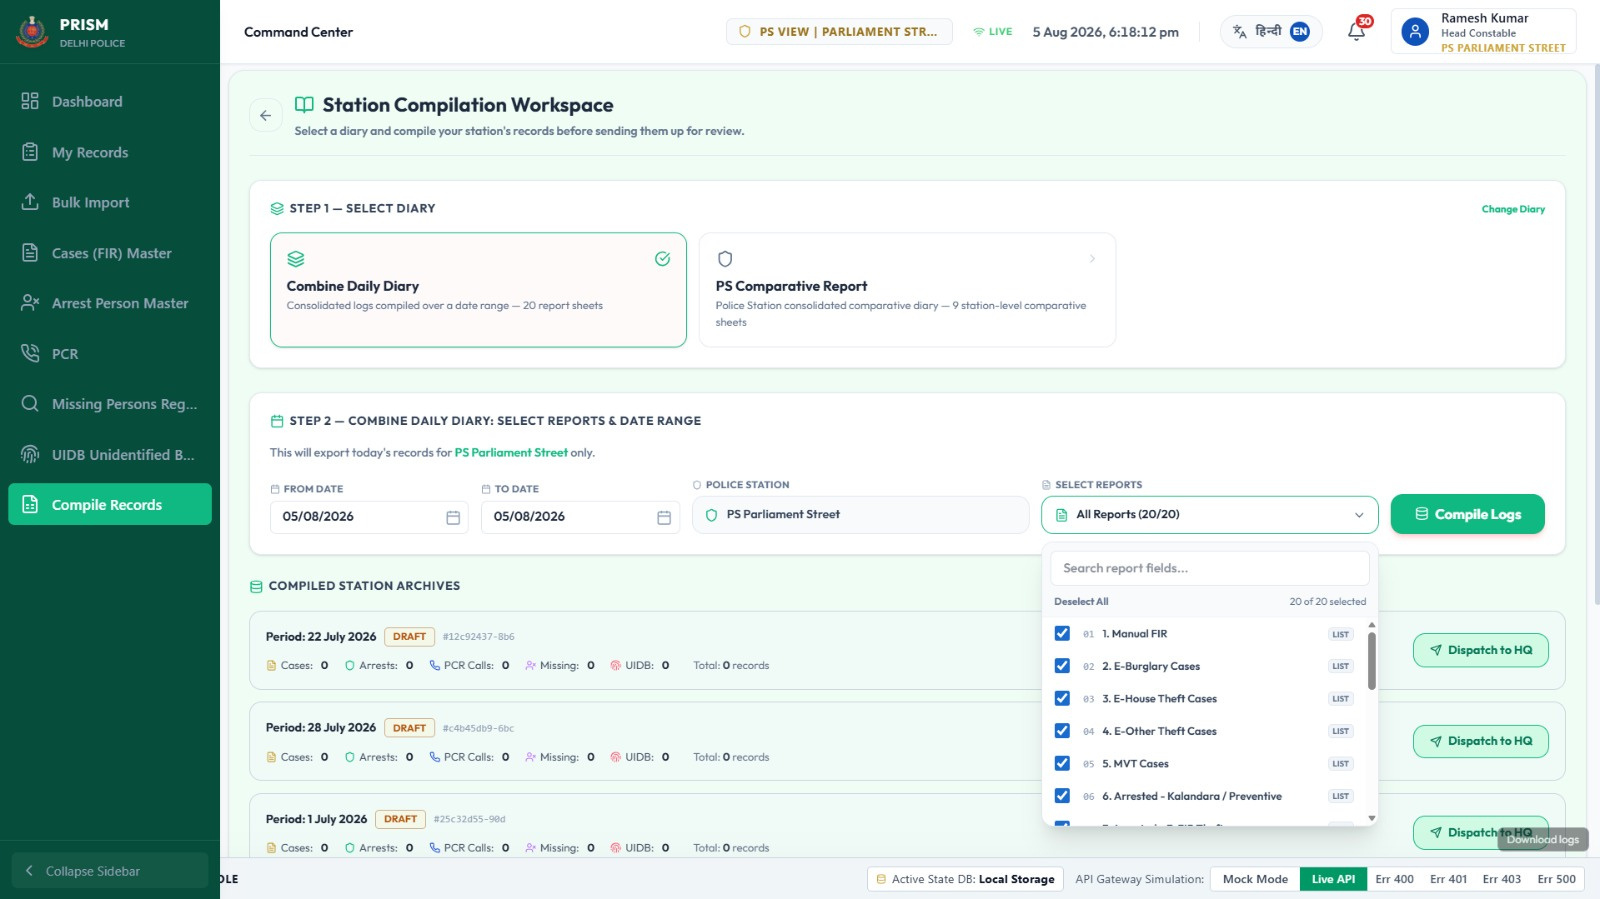 PRISM
DELHI POLICE
Dashboard
My Records
Bulk Import
Cases (FIR) Master
Arrest Person Master
PCR
Missing Persons Reg...
UIDB Unidentified B...
Compile Records
Collapse Sidebar
Command Center
PS VIEW | PARLIAMENT STR...
LIVE
5 Aug 2026, 6:18:12 pm
हिन्दी
EN
30
Ramesh Kumar
Head Constable
PS PARLIAMENT STREET
Station Compilation Workspace
Select a diary and compile your station's records before sending them up for review.
STEP 1 — SELECT DIARY
Change Diary
Combine Daily Diary
Consolidated logs compiled over a date range — 20 report sheets
PS Comparative Report
Police Station consolidated comparative diary — 9 station-level comparative
sheets
STEP 2 — COMBINE DAILY DIARY: SELECT REPORTS & DATE RANGE
This will export today's records for PS Parliament Street only.
FROM DATE
05/08/2026
TO DATE
05/08/2026
POLICE STATION
PS Parliament Street
SELECT REPORTS
All Reports (20/20)
Compile Logs
Search report fields...
Deselect All
20 of 20 selected
01 1. Manual FIR LIST
02 2. E-Burglary Cases LIST
03 3. E-House Theft Cases LIST
04 4. E-Other Theft Cases LIST
05 5. MVT Cases LIST
06 6. Arrested - Kalandara / Preventive LIST
COMPILED STATION ARCHIVES
Period: 22 July 2026 DRAFT #12c92437-8b6
Cases: 0 Arrests: 0 PCR Calls: 0 Missing: 0 UIDB: 0 Total: 0 records
Dispatch to HQ
Period: 28 July 2026 DRAFT #c4b45db9-6bc
Cases: 0 Arrests: 0 PCR Calls: 0 Missing: 0 UIDB: 0 Total: 0 records
Dispatch to HQ
Period: 1 July 2026 DRAFT #25c32d55-90d
Cases: 0 Arrests: 0 PCR Calls: 0 Missing: 0 UIDB: 0 Total: 0 records
Dispatch to HQ
Download logs
DLE
Active State DB: Local Storage
API Gateway Simulation:
Mock Mode
Live API
Err 400
Err 401
Err 403
Err 500